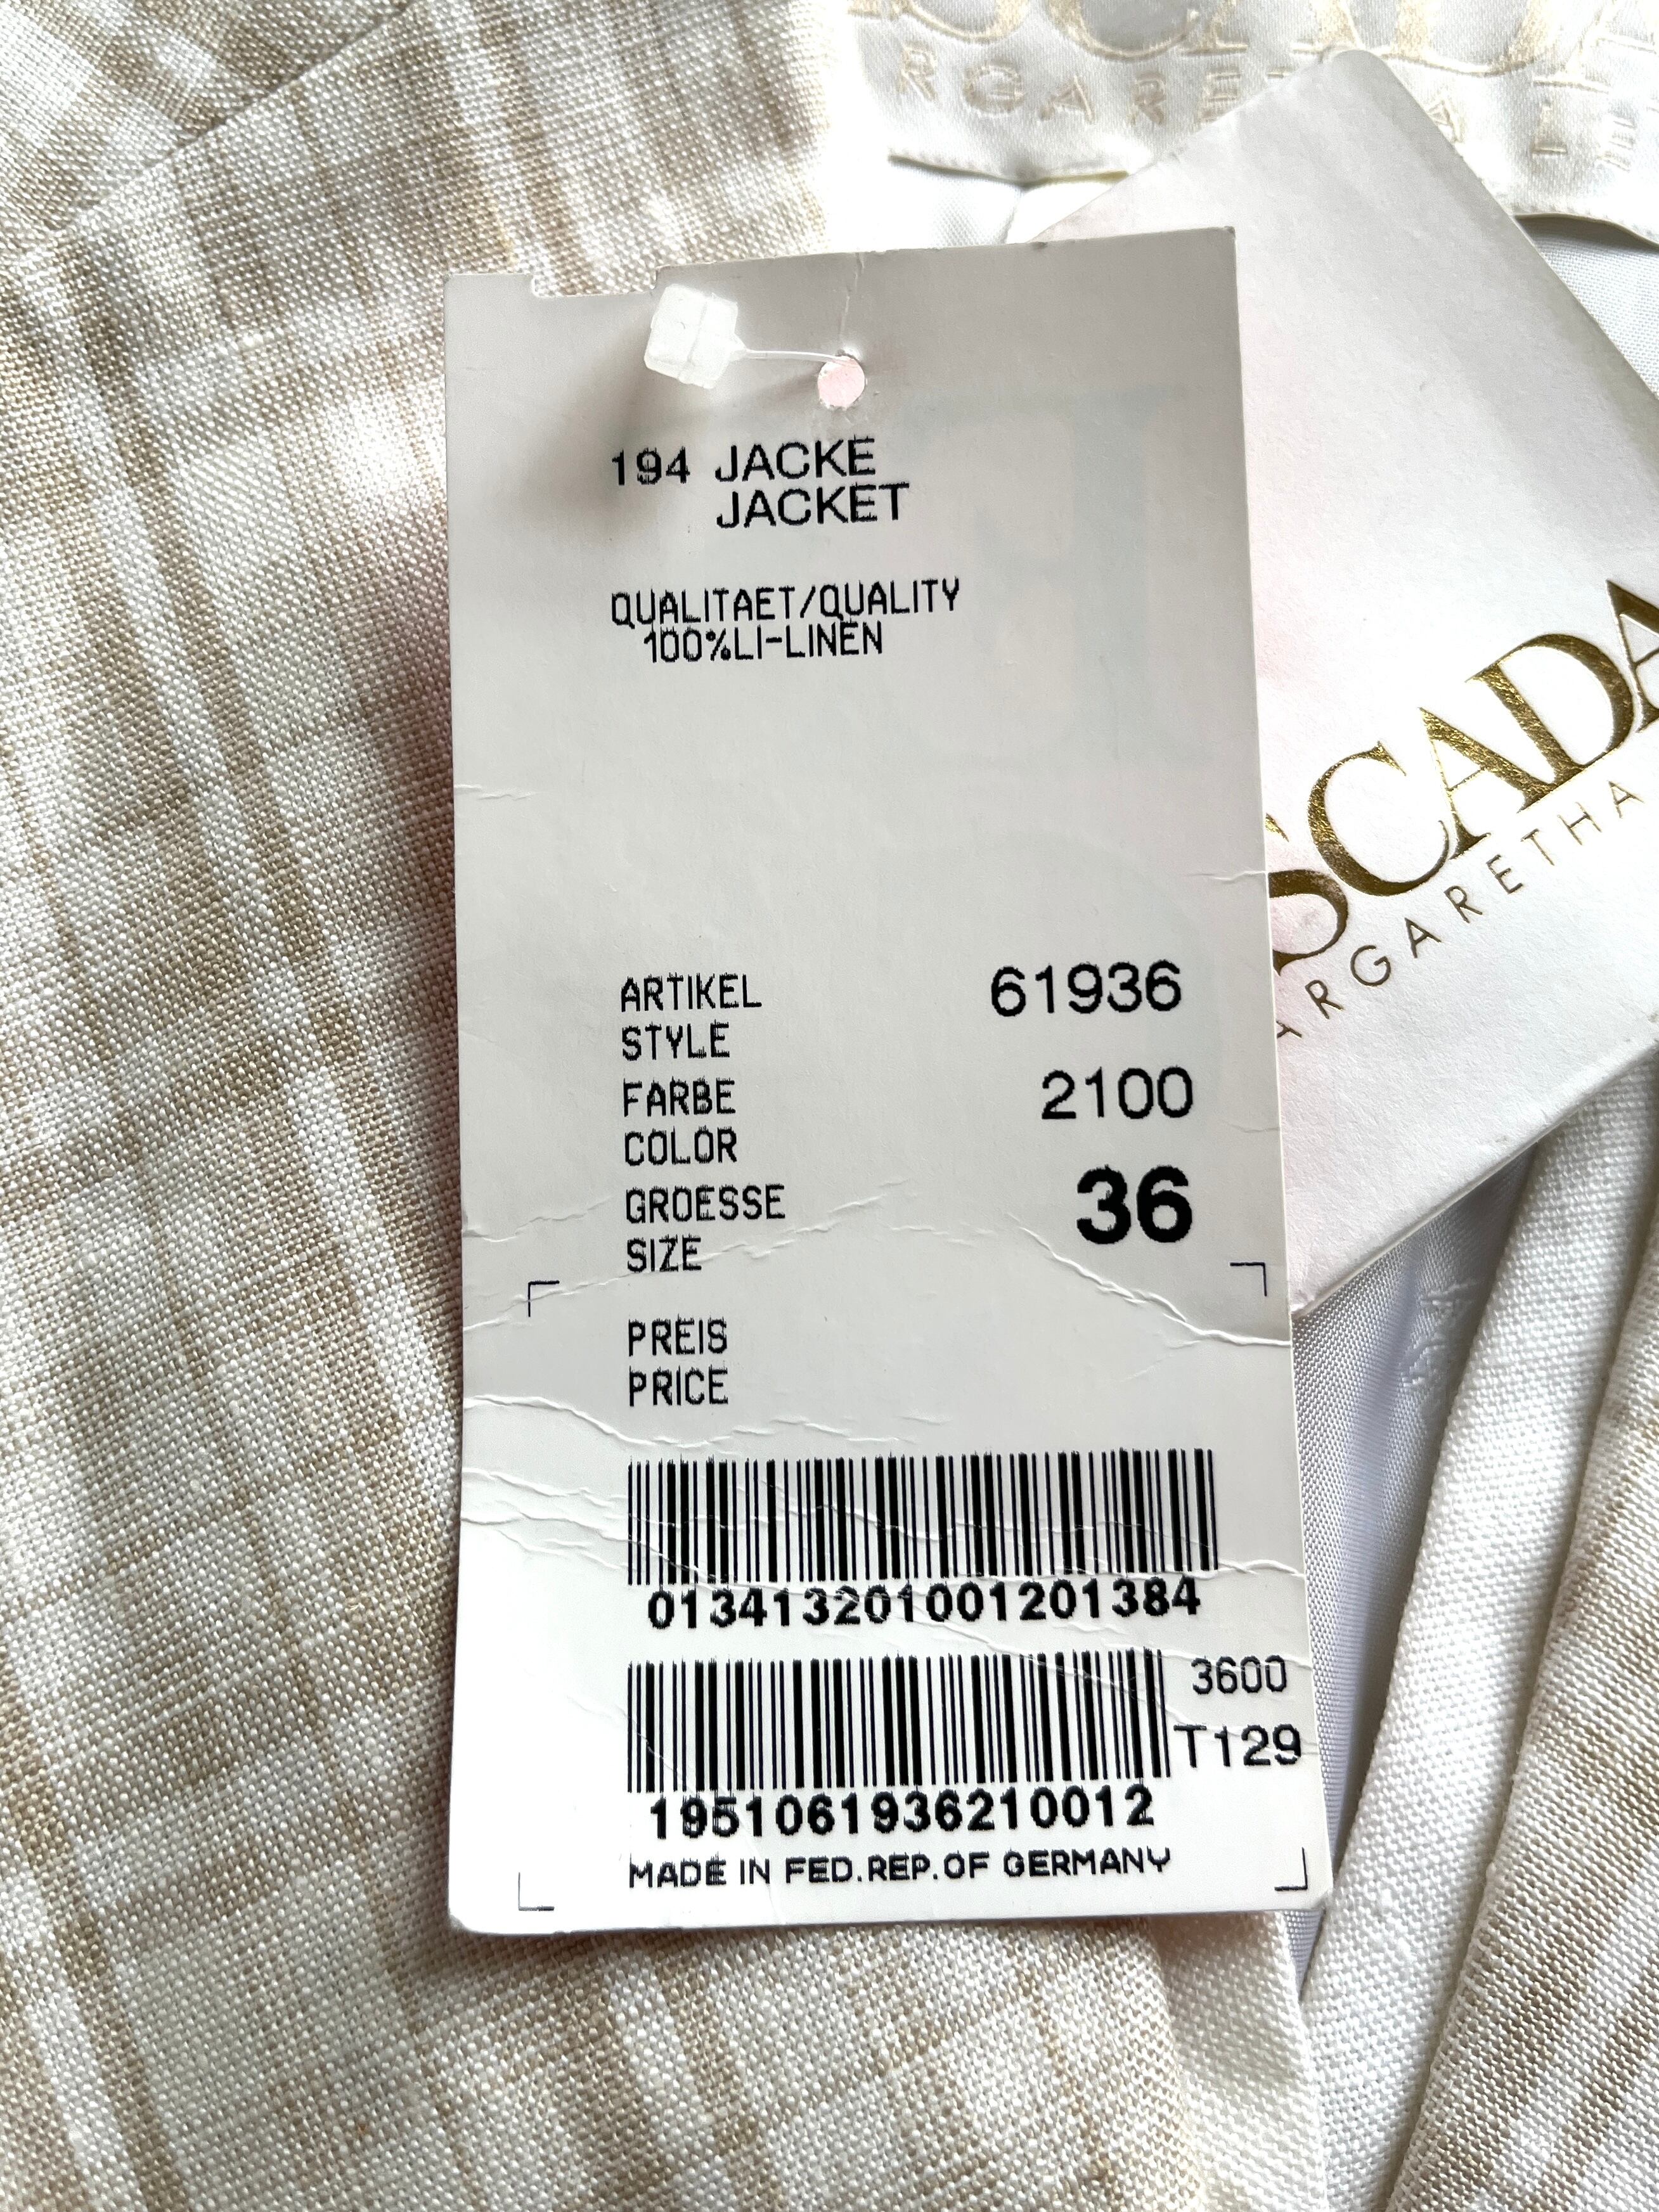 194 JACKE
JACKET
QUALITAET/QUALITY
100%LI-LINEN
ARTIKEL 61936
STYLE
FARBE 2100
COLOR
GROESSE 36
SIZE
PREIS
PRICE
013413201001201384
3600
T129
1951061936210012
MADE IN FED.REP.OF GERMANY
SCADA
ARGARETHA